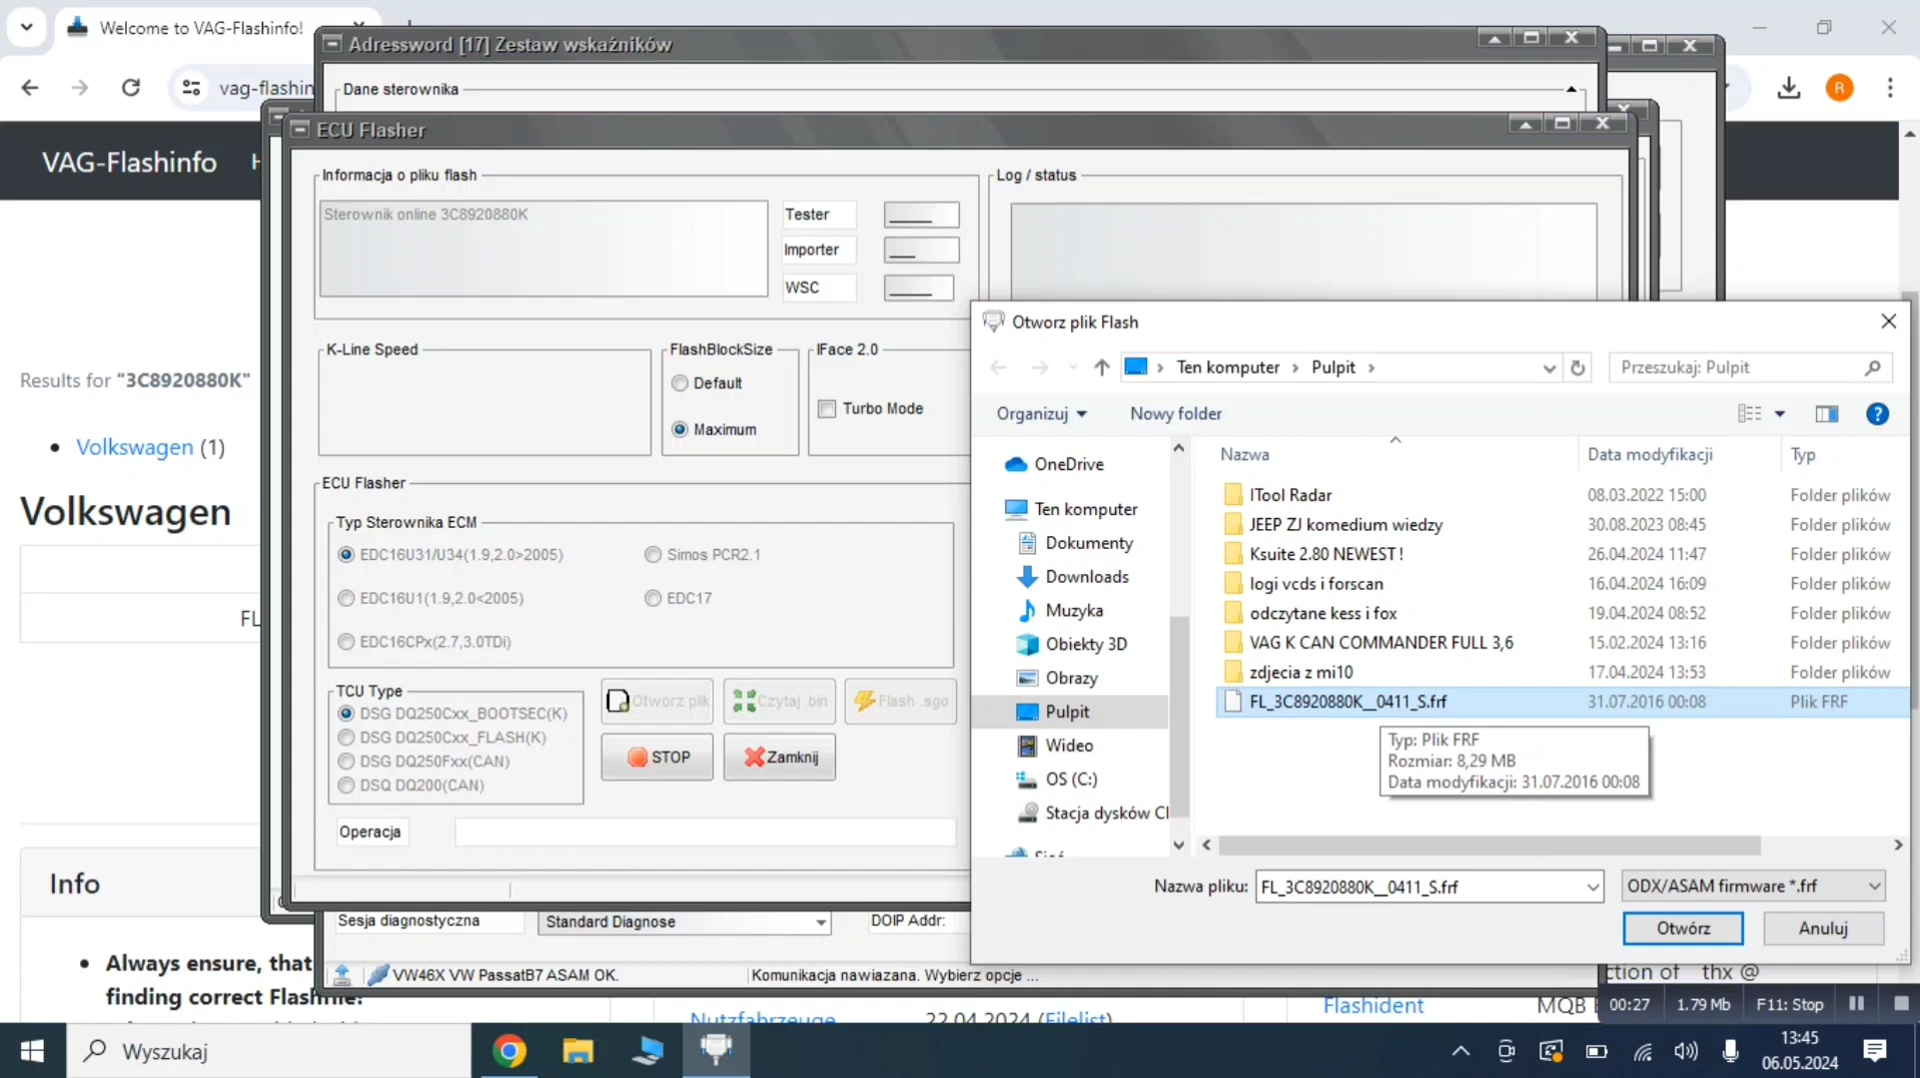 Welcome to VAG-Flashinfo!
vag-flashin
VAG-Flashinfo
Results for "3C8920880K"
Volkswagen (1)
Volkswagen
FL
Info
Always ensure, that
finding correct Flashfile!
Adressword [17] Zestaw wskaźników
Dane sterownika
ECU Flasher
Informacja o pliku flash
Sterownik online 3C8920880K
Tester
Importer
WSC
Log / status
K-Line Speed
FlashBlockSize
Default
Maximum
IFace 2.0
Turbo Mode
ECU Flasher
Typ Sterownika ECM
EDC16U31/U34(1.9,2.0>2005)
Simos PCR2.1
EDC16U1(1.9,2.0<2005)
EDC17
EDC16CPx(2.7,3.0TDi)
TCU Type
DSG DQ250Cxx_BOOTSEC(K)
DSG DQ250Cxx_FLASH(K)
DSG DQ250Fxx(CAN)
DSQ DQ200(CAN)
Otworz plik
Czytaj .bin
Flash .sgo
STOP
Zamknij
Operacja
Sesja diagnostyczna
Standard Diagnose
DOIP Addr:
VW46X VW PassatB7 ASAM OK.
Komunikacja nawiazana. Wybierz opcje ...
Otworz plik Flash
Ten komputer
Pulpit
Przeszukaj: Pulpit
Organizuj
Nowy folder
OneDrive
Ten komputer
Dokumenty
Downloads
Muzyka
Obiekty 3D
Obrazy
Pulpit
Wideo
OS (C:)
Stacja dysków CI
Nazwa Data modyfikacji Typ
ITool Radar 08.03.2022 15:00 Folder plików
JEEP ZJ komedium wiedzy 30.08.2023 08:45 Folder plików
Ksuite 2.80 NEWEST ! 26.04.2024 11:47 Folder plików
logi vcds i forscan 16.04.2024 16:09 Folder plików
odczytane kess i fox 19.04.2024 08:52 Folder plików
VAG K CAN COMMANDER FULL 3,6 15.02.2024 13:16 Folder plików
zdjecia z mi10 17.04.2024 13:53 Folder plików
FL_3C8920880K__0411_S.frf 31.07.2016 00:08 Plik FRF
Typ: Plik FRF
Rozmiar: 8,29 MB
Data modyfikacji: 31.07.2016 00:08
Nazwa pliku:
FL_3C8920880K__0411_S.frf
ODX/ASAM firmware *.frf
Otwórz
Anuluj
ction of thx @
Nutzfahrzeuge
22.04.2024 (Filelist)
Flashident
MQB
00:27
1.79 Mb
F11: Stop
Wyszukaj
R
13:45
06.05.2024